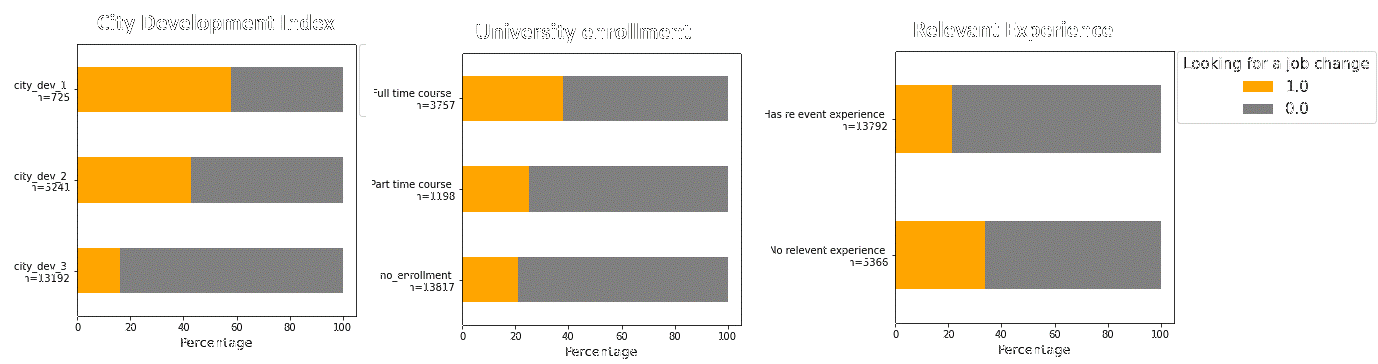 City Development Index
city_dev_1
n=725
city_dev_2
n=5241
city_dev_3
n=13192
0 20 40 60 80 100
Percentage
University enrollment
Full time course
n=3757
Part time course
n=1198
no_enrollment
n=13817
0 20 40 60 80 100
Percentage
Relevant Experience
Has relevent experience
n=13792
No relevent experience
n=5366
0 20 40 60 80 100
Percentage
Looking for a job change
1.0
0.0